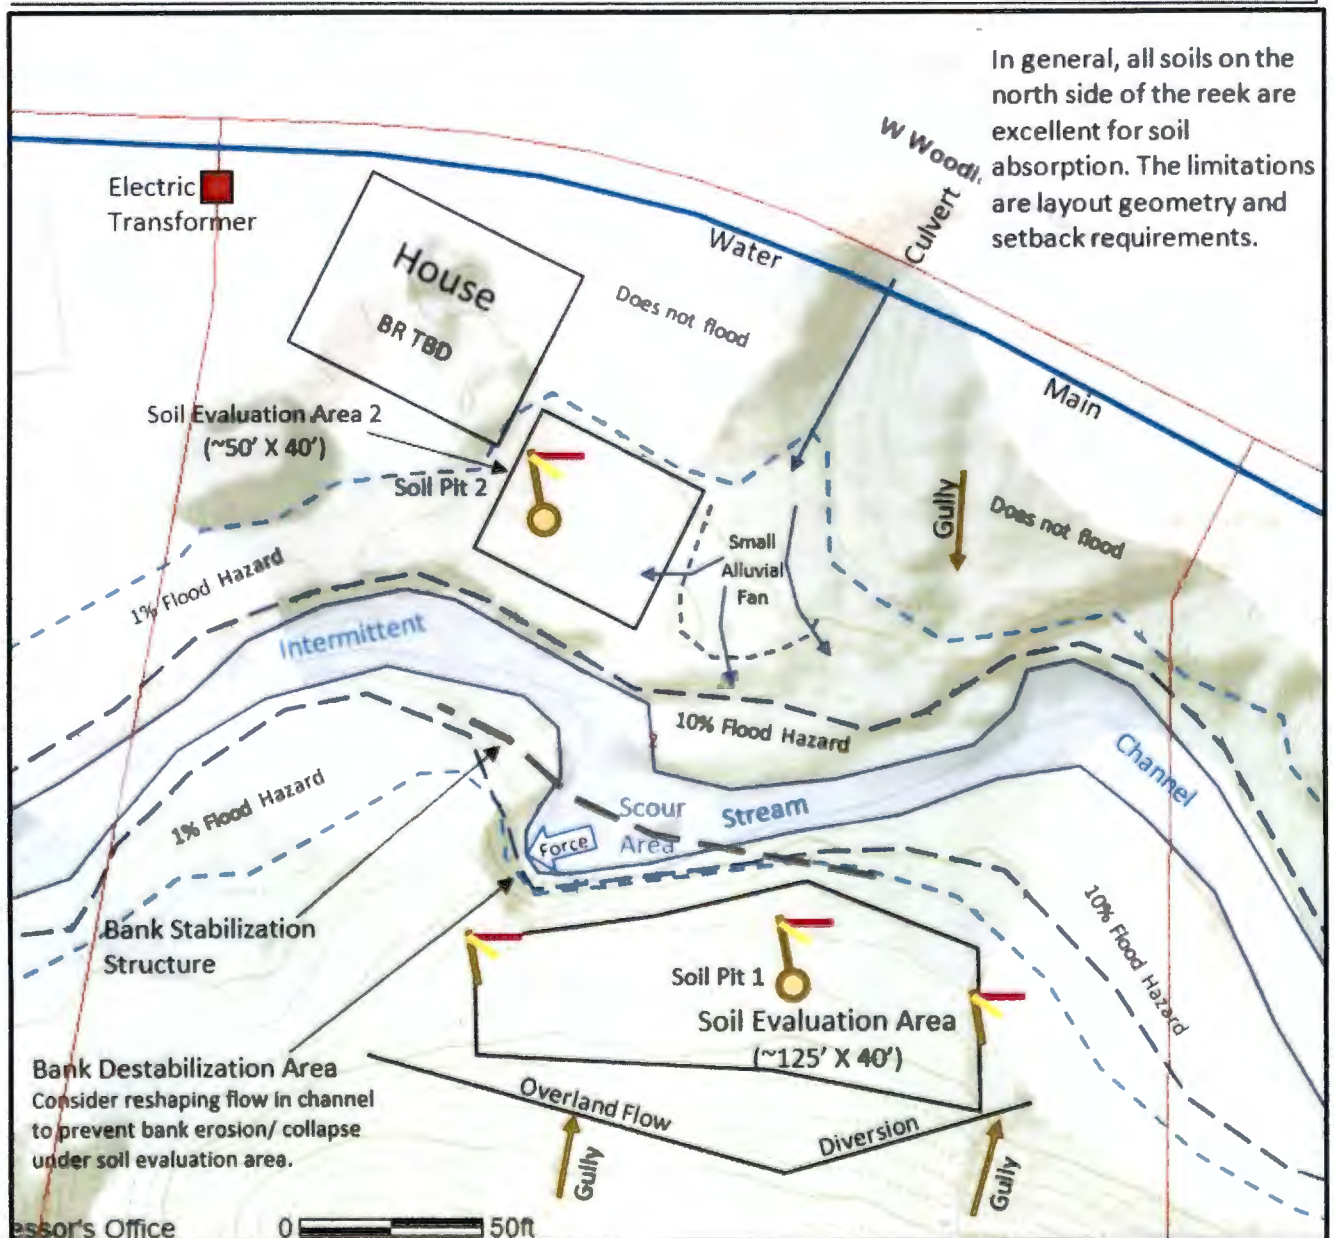 In general, all soils on the
north side of the reek are
excellent for soil
absorption. The limitations
are layout geometry and
setback requirements.
W Woodl
Culvert
Electric
Transformer
Water
Main
House
BR TBD
Does not flood
Soil Evaluation Area 2
(~50' X 40')
Soil Pit 2
Gully
Does not flood
Small
Alluvial
Fan
1% Flood Hazard
Intermittent
10% Flood Hazard
Channel
1% Flood Hazard
Scour
Area
Stream
Force
10% Flood Hazard
Bank Stabilization
Structure
Soil Pit 1
Soil Evaluation Area
(~125' X 40')
Bank Destabilization Area
Consider reshaping flow in channel
to prevent bank erosion/ collapse
under soil evaluation area.
Overland Flow
Diversion
Gully
Gully
essor's Office
0 50ft